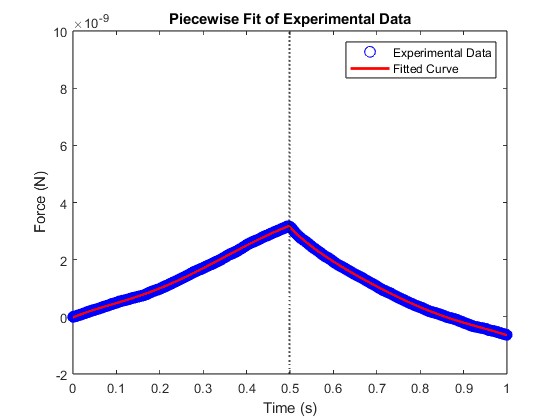 Piecewise Fit of Experimental Data
×10⁻⁹
10
8
6
4
2
0
-2
Force (N)
Experimental Data
Fitted Curve
0 0.1 0.2 0.3 0.4 0.5 0.6 0.7 0.8 0.9 1
Time (s)